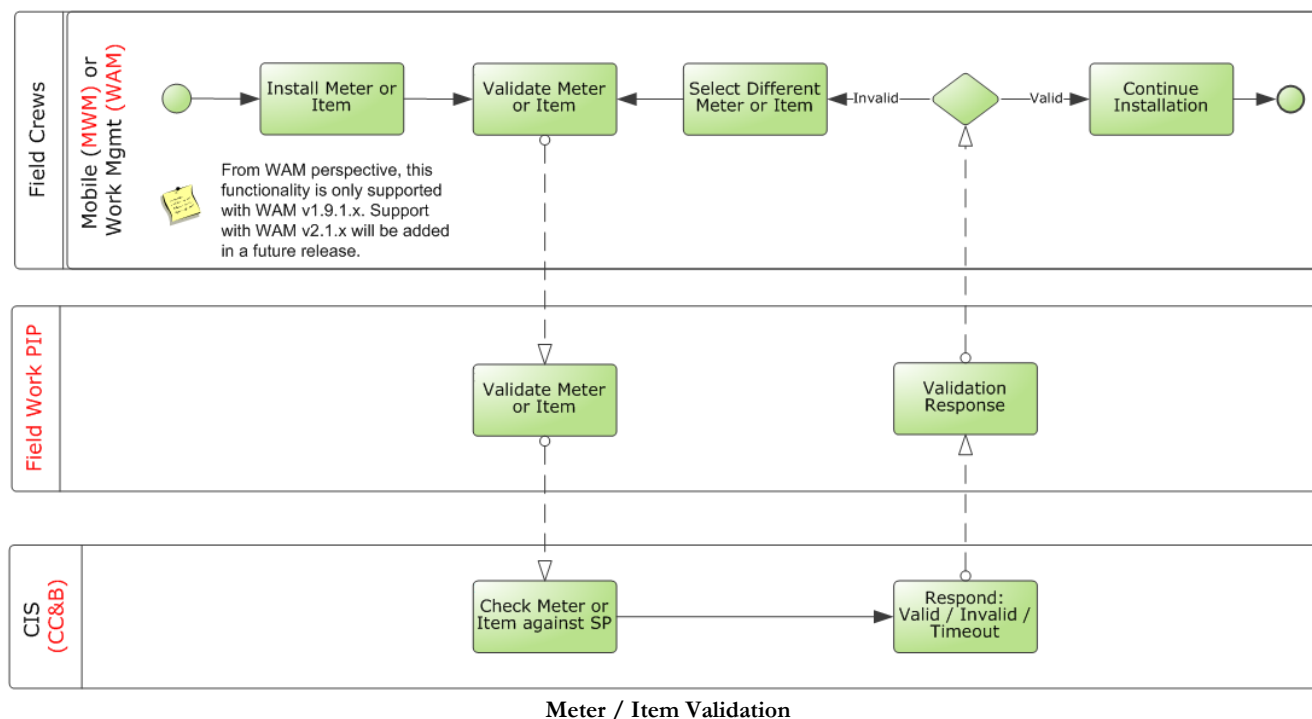 Field Crews
Mobile (MWM) or
Work Mgmt (WAM)
Install Meter or
Item
Validate Meter
or Item
Select Different
Meter or Item
Invalid
Valid
Continue
Installation
From WAM perspective, this
functionality is only supported
with WAM v1.9.1.x. Support
with WAM v2.1.x will be added
in a future release.
Field Work PIP
Validate Meter
or Item
Validation
Response
CIS
(CC&B)
Check Meter or
Item against SP
Respond:
Valid / Invalid /
Timeout
Meter / Item Validation